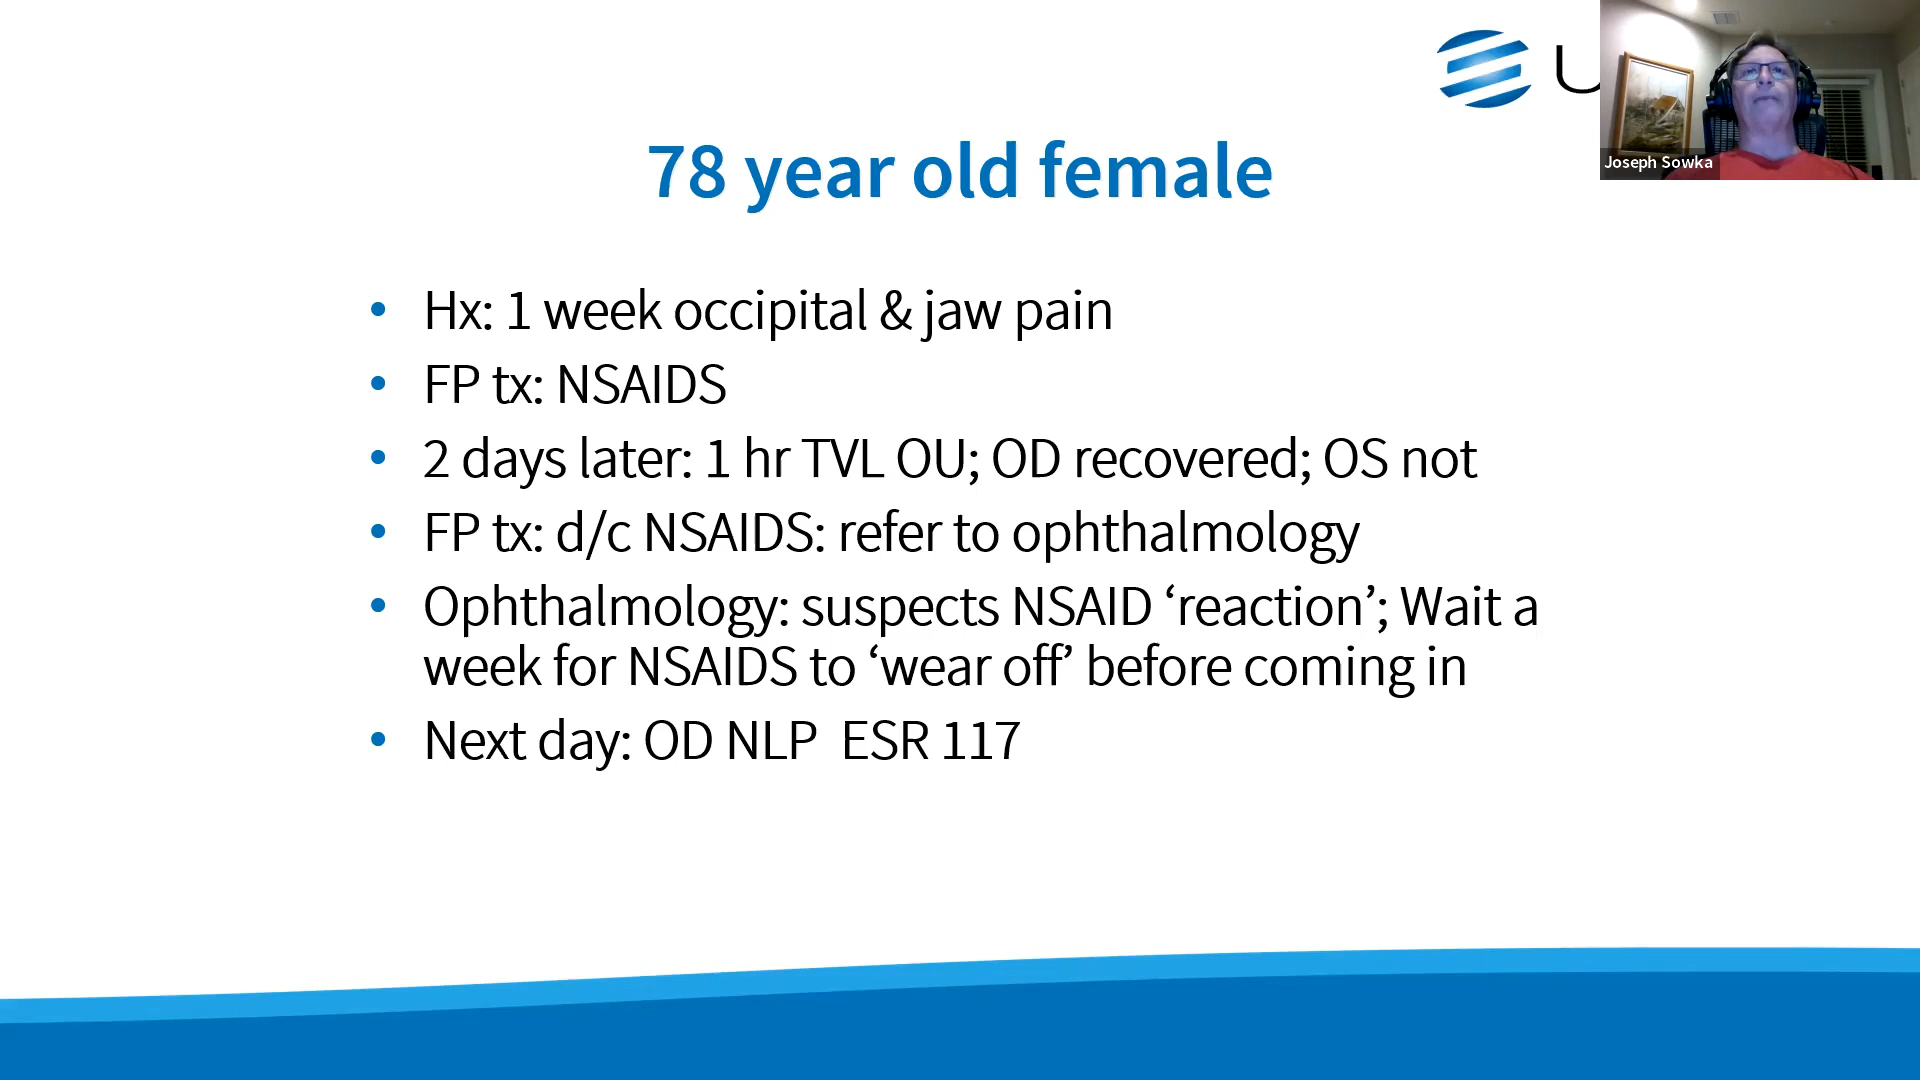 U
Joseph Sowka
78 year old female
• Hx: 1 week occipital & jaw pain
• FP tx: NSAIDS
• 2 days later: 1 hr TVL OU; OD recovered; OS not
• FP tx: d/c NSAIDS: refer to ophthalmology
• Ophthalmology: suspects NSAID ‘reaction’; Wait a
week for NSAIDS to ‘wear off’ before coming in
• Next day: OD NLP  ESR 117